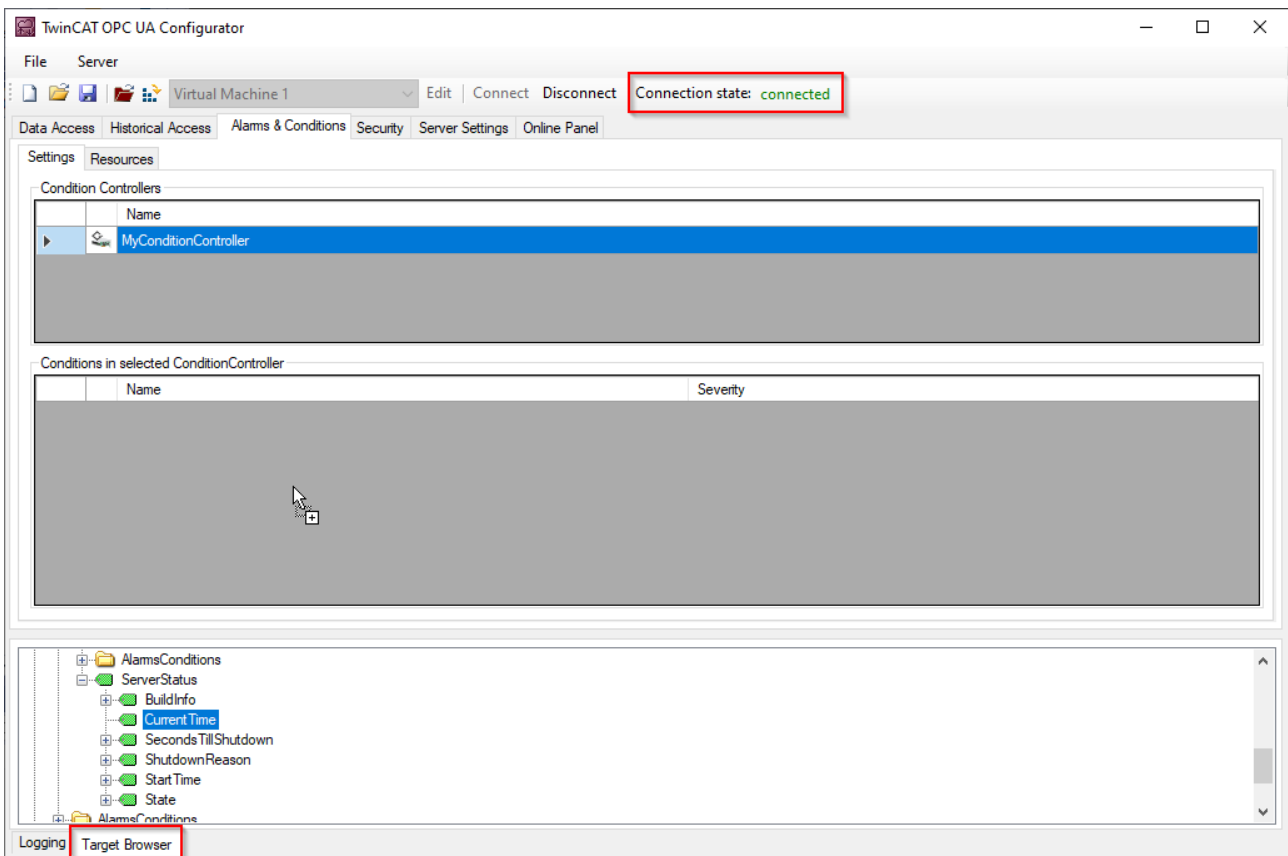 TwinCAT OPC UA Configurator
File Server
Virtual Machine 1 Edit Connect Disconnect Connection state: connected
Data Access Historical Access Alarms & Conditions Security Server Settings Online Panel
Settings Resources
Condition Controllers
Name
MyConditionController
Conditions in selected ConditionController
Name Severity
AlarmsConditions
ServerStatus
BuildInfo
CurrentTime
SecondsTillShutdown
ShutdownReason
StartTime
State
AlarmsConditions
Logging Target Browser